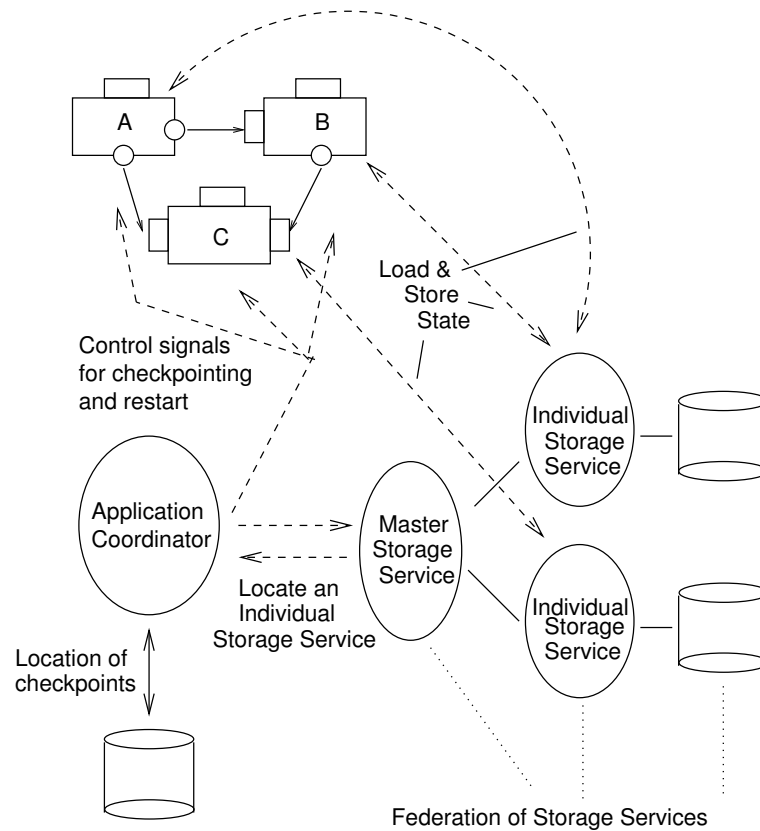 A
B
C
Load &
Store
State
Control signals
for checkpointing
and restart
Individual
Storage
Service
Application
Coordinator
Master
Storage
Service
Locate an
Individual
Storage Service
Individual
Storage
Service
Location of
checkpoints
Federation of Storage Services